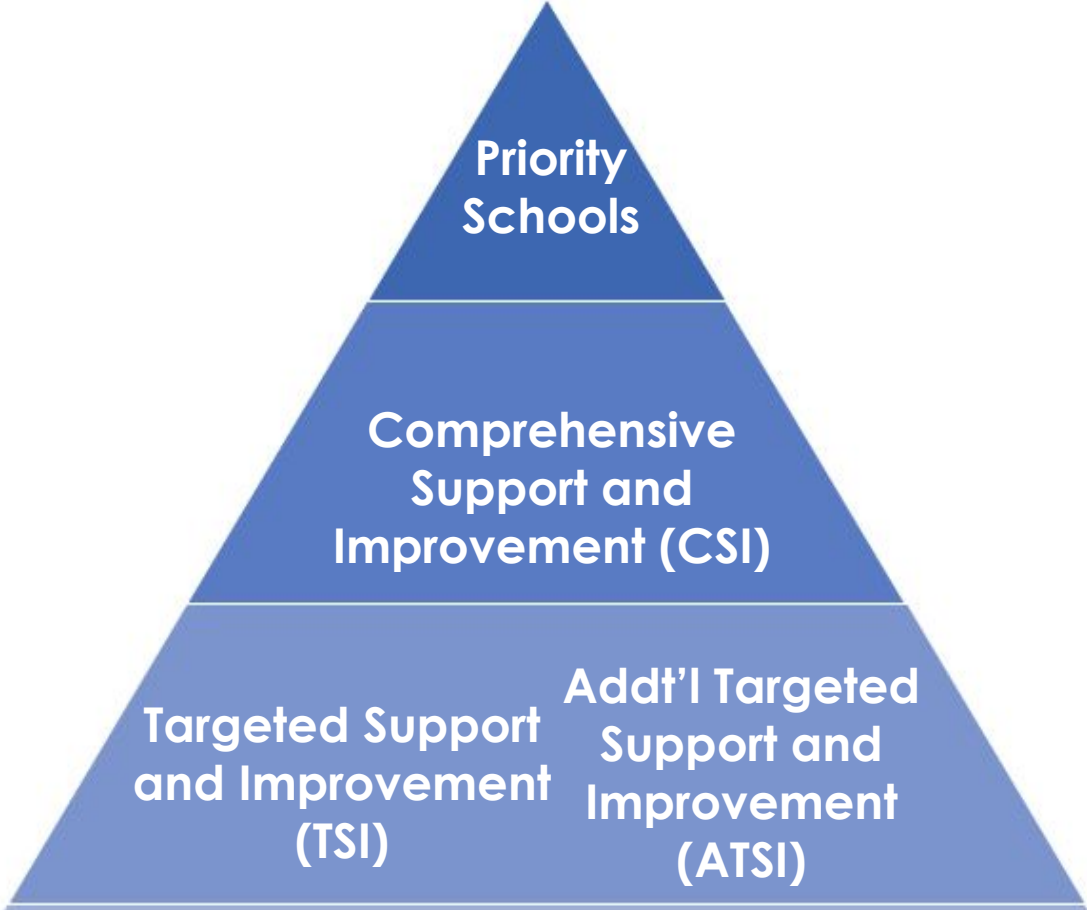 Priority
Schools
Comprehensive
Support and
Improvement (CSI)
Targeted Support
and Improvement
(TSI)
Addt'l Targeted
Support and
Improvement
(ATSI)